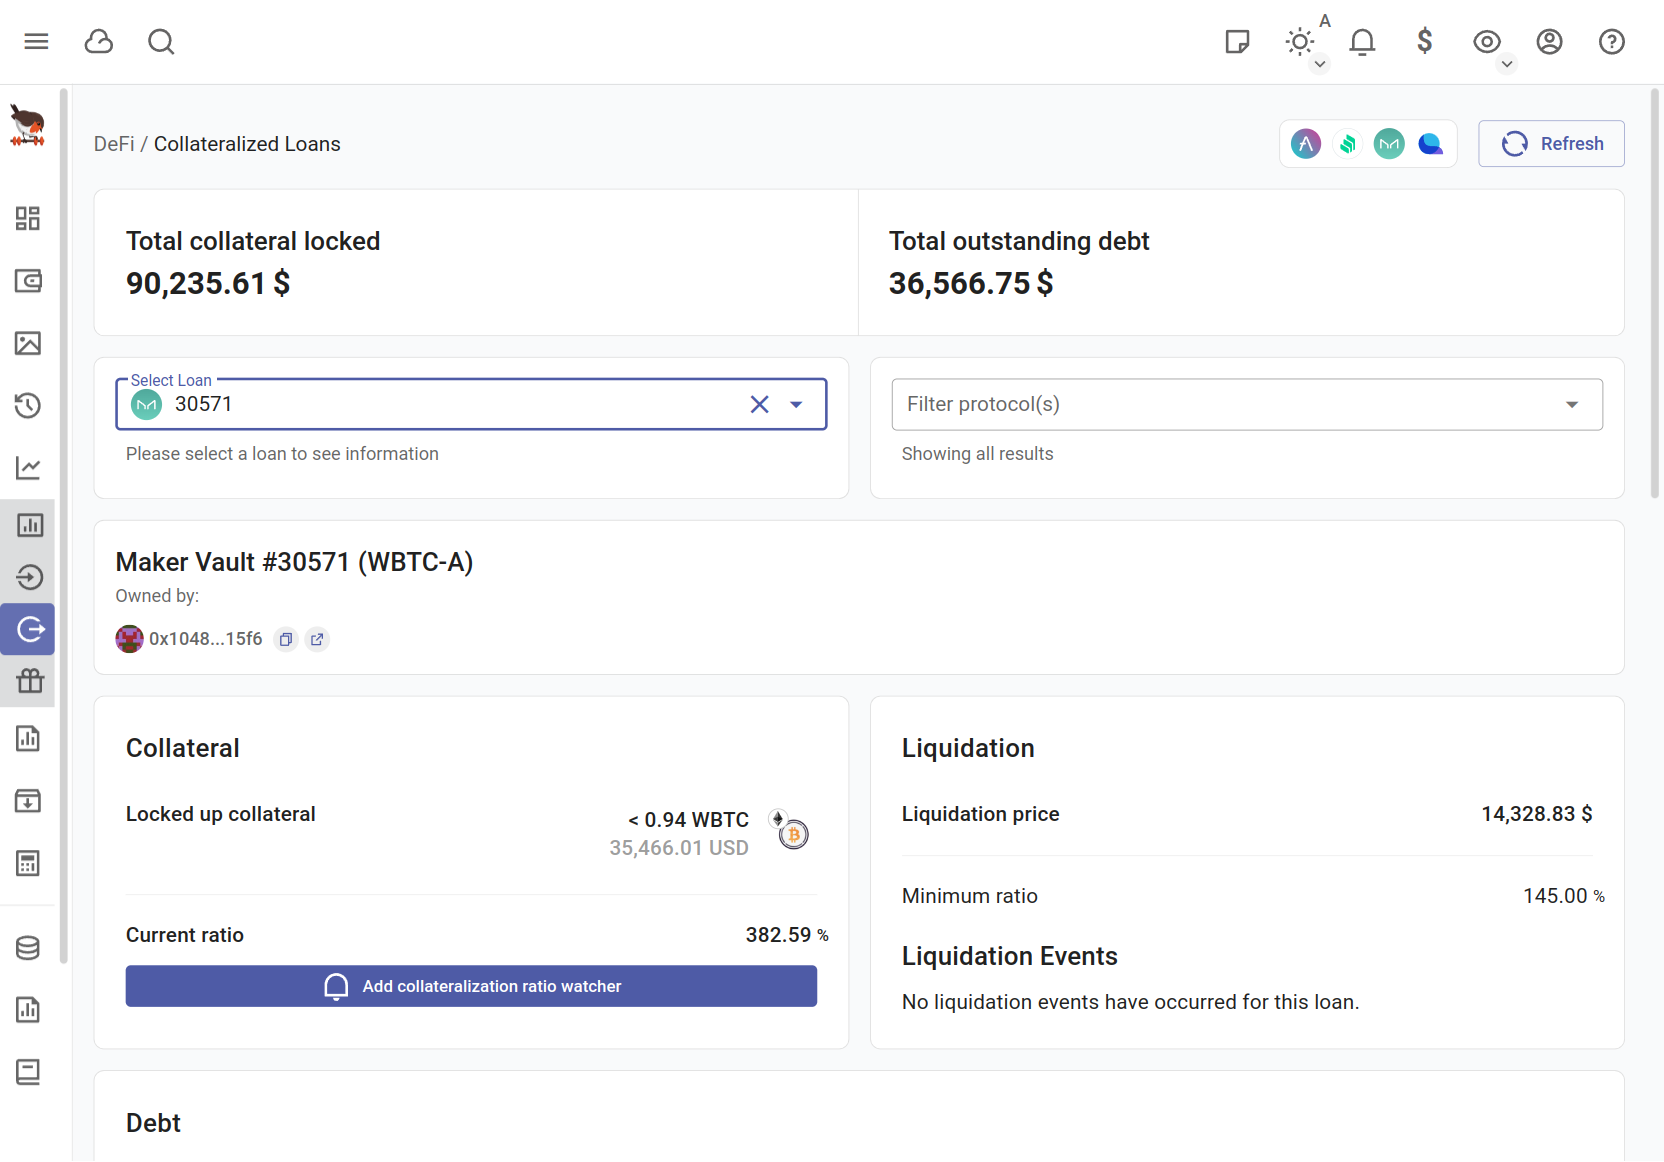 A
$
DeFi / Collateralized Loans
Refresh
Total collateral locked
90,235.61 $
Total outstanding debt
36,566.75 $
Select Loan
30571
Please select a loan to see information
Filter protocol(s)
Showing all results
Maker Vault #30571 (WBTC-A)
Owned by:
0x1048...15f6
Collateral
Locked up collateral
< 0.94 WBTC
35,466.01 USD
Current ratio
382.59 %
Add collateralization ratio watcher
Liquidation
Liquidation price
14,328.83 $
Minimum ratio
145.00 %
Liquidation Events
No liquidation events have occurred for this loan.
Debt